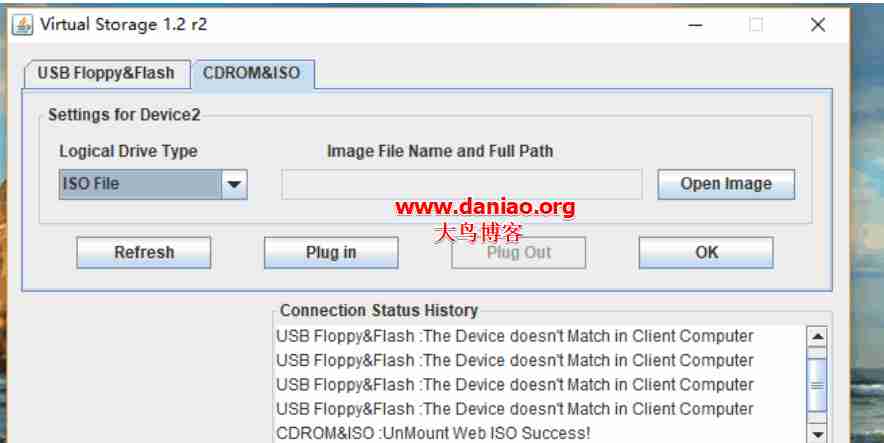 Virtual Storage 1.2 r2
USB Floppy&Flash CDROM&ISO
Settings for Device2
Logical Drive Type Image File Name and Full Path
ISO File Open Image
www.daniao.org
大鸟博客
Refresh Plug in Plug Out OK
Connection Status History
USB Floppy&Flash :The Device doesn't Match in Client Computer
USB Floppy&Flash :The Device doesn't Match in Client Computer
USB Floppy&Flash :The Device doesn't Match in Client Computer
USB Floppy&Flash :The Device doesn't Match in Client Computer
CDROM&ISO :UnMount Web ISO Success!